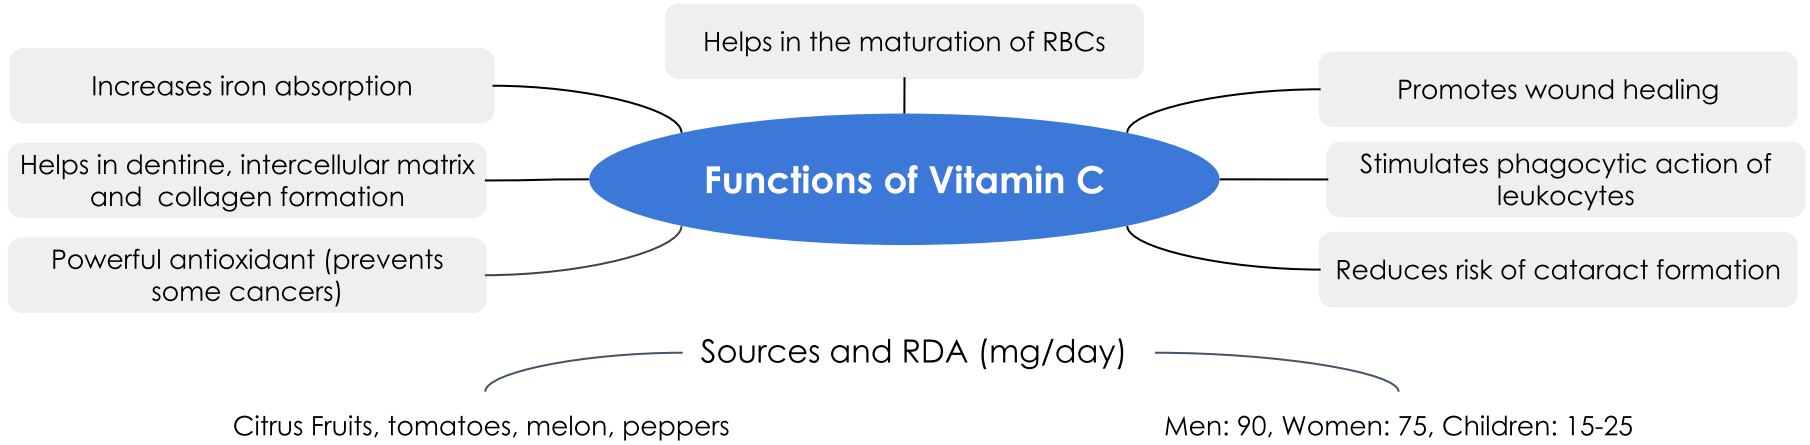 Helps in the maturation of RBCs
Increases iron absorption
Promotes wound healing
Helps in dentine, intercellular matrix
and  collagen formation
Functions of Vitamin C
Stimulates phagocytic action of
leukocytes
Powerful antioxidant (prevents
some cancers)
Reduces risk of cataract formation
Sources and RDA (mg/day)
Citrus Fruits, tomatoes, melon, peppers
Men: 90, Women: 75, Children: 15-25